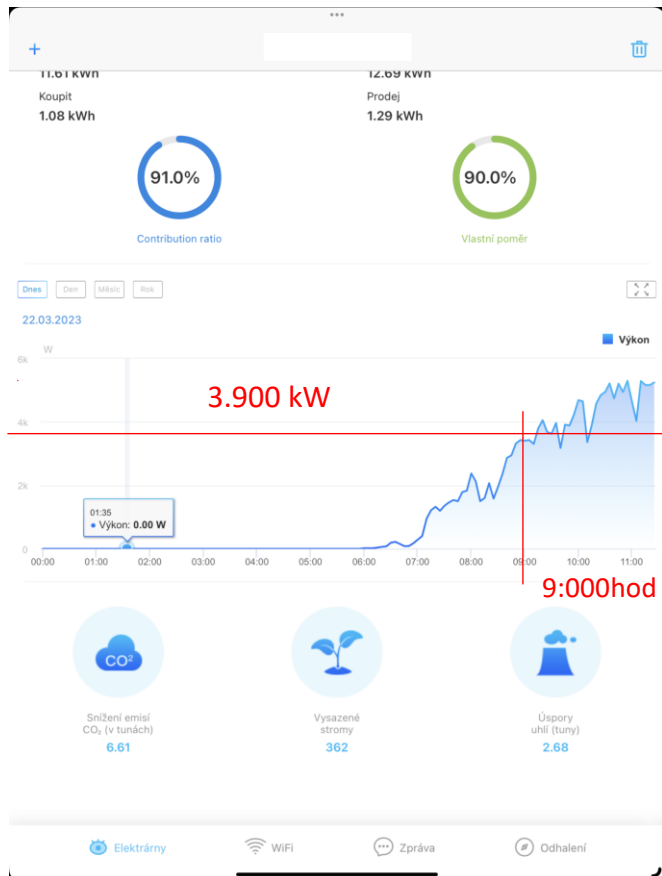 +
11.61 kWh 12.69 kWh
Koupit Prodej
1.08 kWh 1.29 kWh
91.0% 90.0%
Contribution ratio Vlastní poměr
Dnes Den Měsíc Rok
22.03.2023
Výkon
W
6k
3.900 kW
4k
2k
01:35
Výkon: 0.00 W
0
00:00 01:00 02:00 03:00 04:00 05:00 06:00 07:00 08:00 09:00 10:00 11:00
9:000hod
CO²
Snížení emisí Vysazené Úspory
CO₂ (v tunách) stromy uhlí (tuny)
6.61 362 2.68
Elektrárny WiFi Zpráva Odhalení